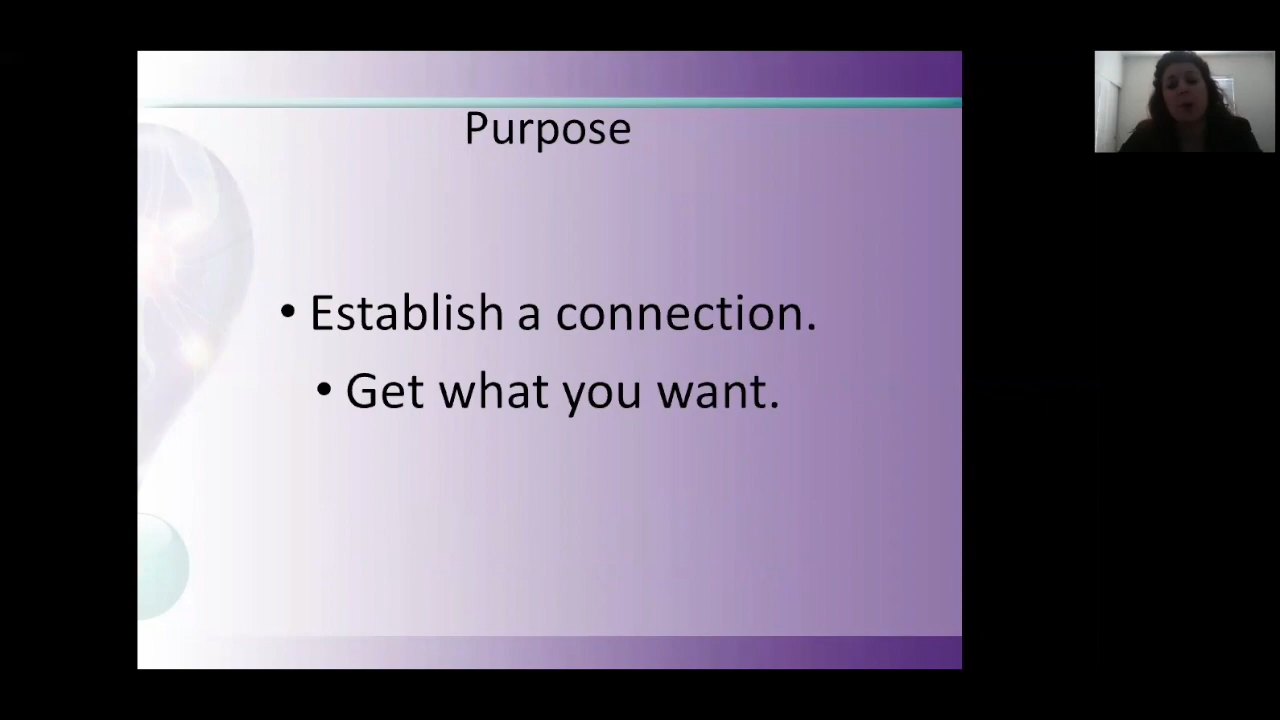 Purpose
• Establish a connection.
• Get what you want.